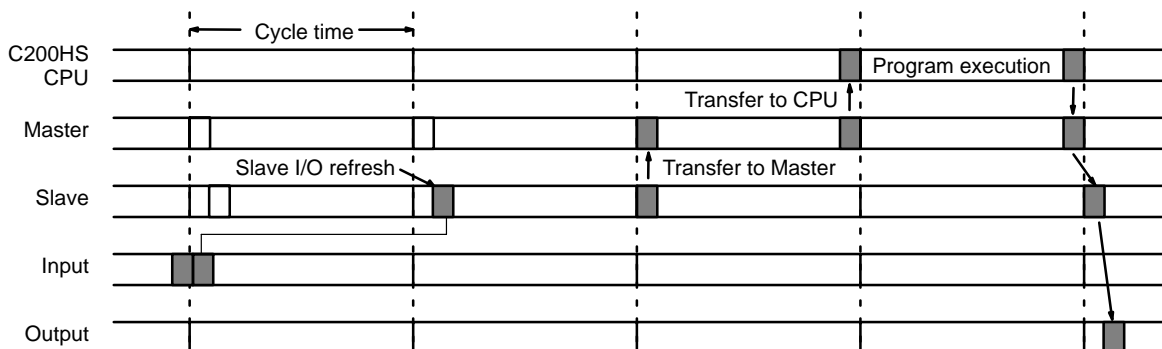 Cycle time
C200HS
CPU
Program execution
Transfer to CPU
Master
Slave I/O refresh
Transfer to Master
Slave
Input
Output